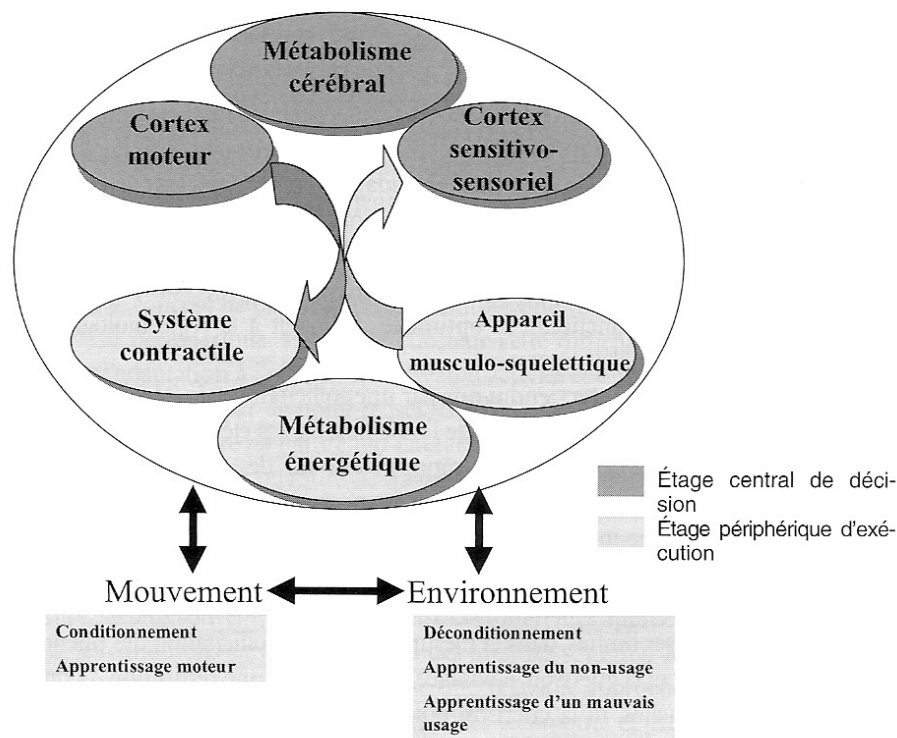 Métabolisme
cérébral
Cortex
moteur
Cortex
sensitivo-
sensoriel
Système
contractile
Appareil
musculo-squelettique
Métabolisme
énergétique
Étage central de déci-
sion
Étage périphérique d'exé-
cution
Mouvement
Environnement
Conditionnement
Apprentissage moteur
Déconditionnement
Apprentissage du non-usage
Apprentissage d'un mauvais
usage